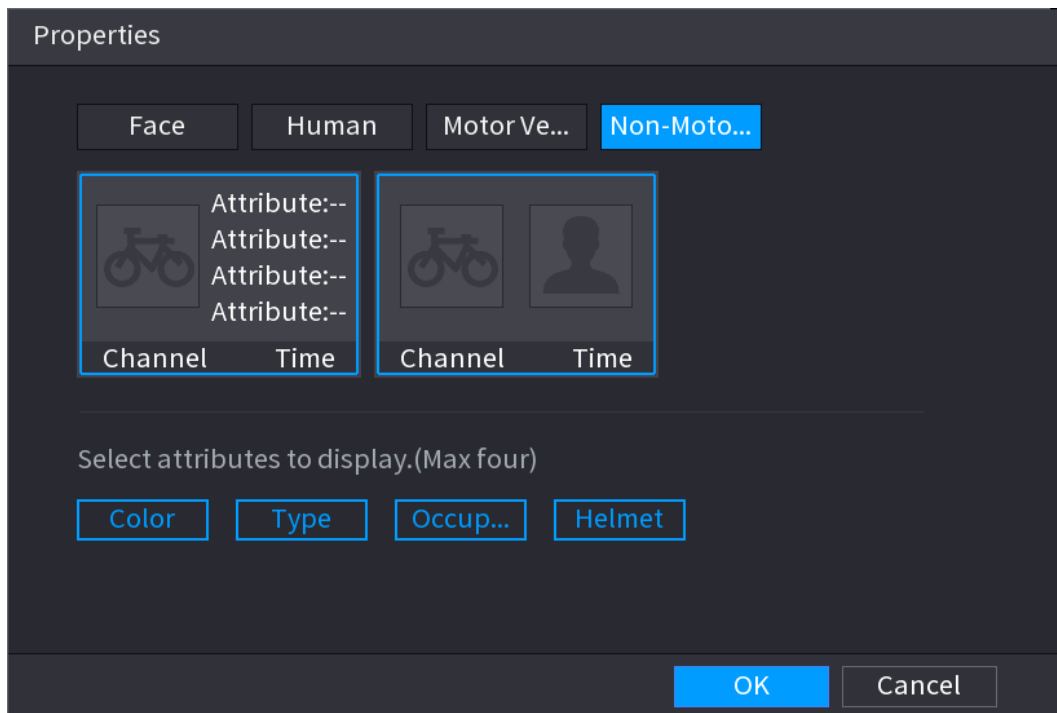 Properties
Face Human Motor Ve... Non-Moto...
Attribute:--
Attribute:--
Attribute:--
Attribute:--
Channel Time Channel Time
Select attributes to display.(Max four)
Color Type Occup... Helmet
OK Cancel